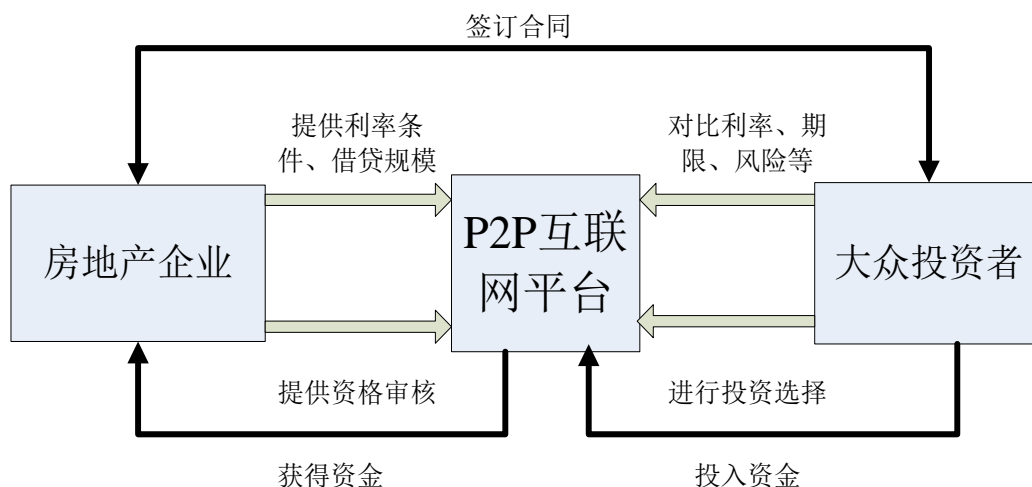 签订合同
提供利率条
件、借贷规模
对比利率、期
限、风险等
房地产企业
P2P互联
网平台
大众投资者
提供资格审核
进行投资选择
获得资金
投入资金